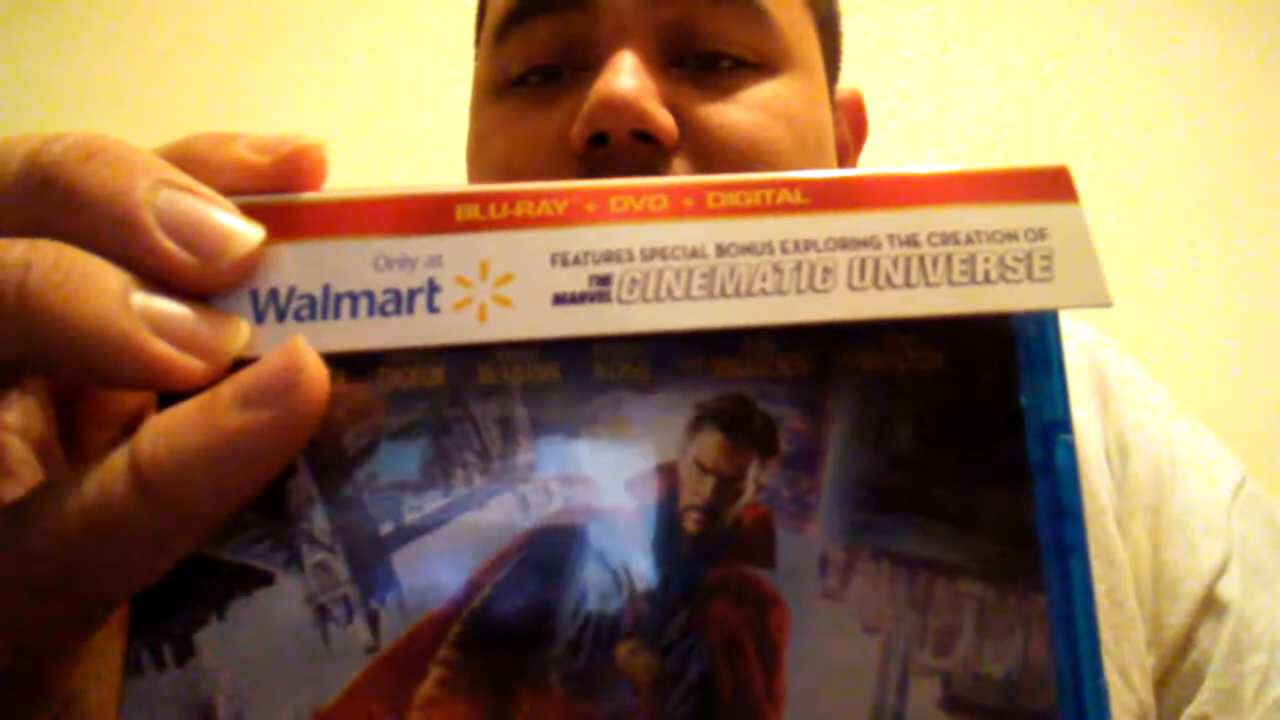 BLU-RAY + DVD + DIGITAL
Only at
Walmart
FEATURES SPECIAL BONUS EXPLORING THE CREATION OF
THE
MARVEL CINEMATIC UNIVERSE